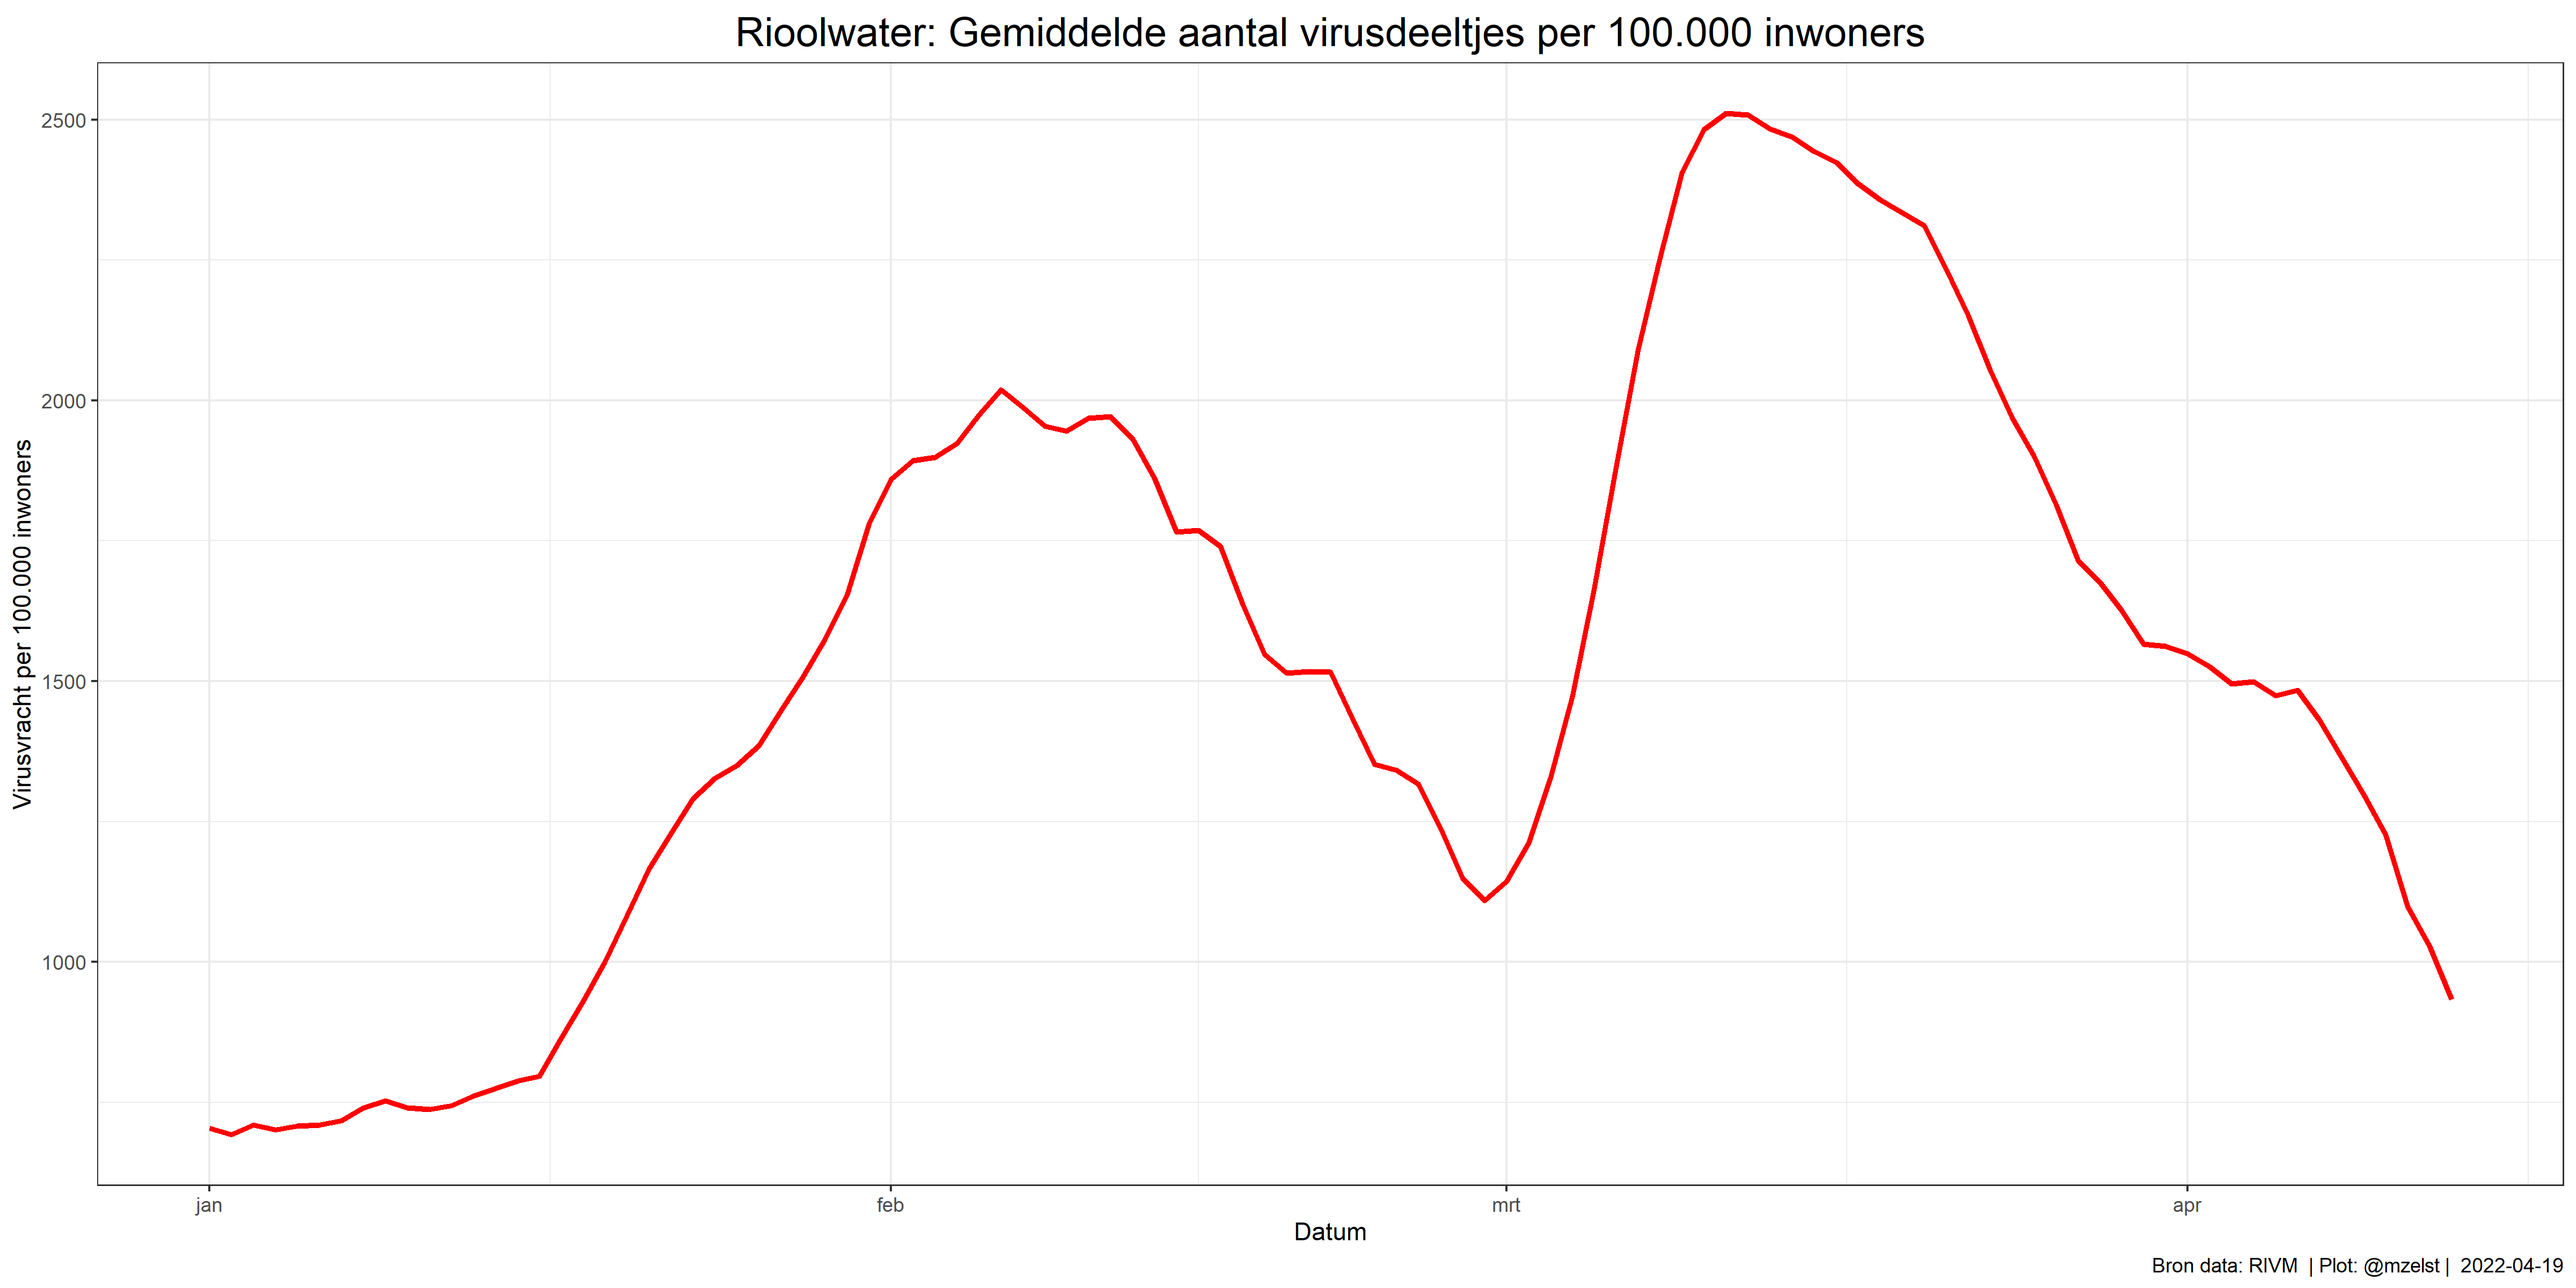 Rioolwater: Gemiddelde aantal virusdeeltjes per 100.000 inwoners
Virusvracht per 100.000 inwoners
2500
2000
1500
1000
jan
feb
mrt
apr
Datum
Bron data: RIVM | Plot: @mzelst | 2022-04-19